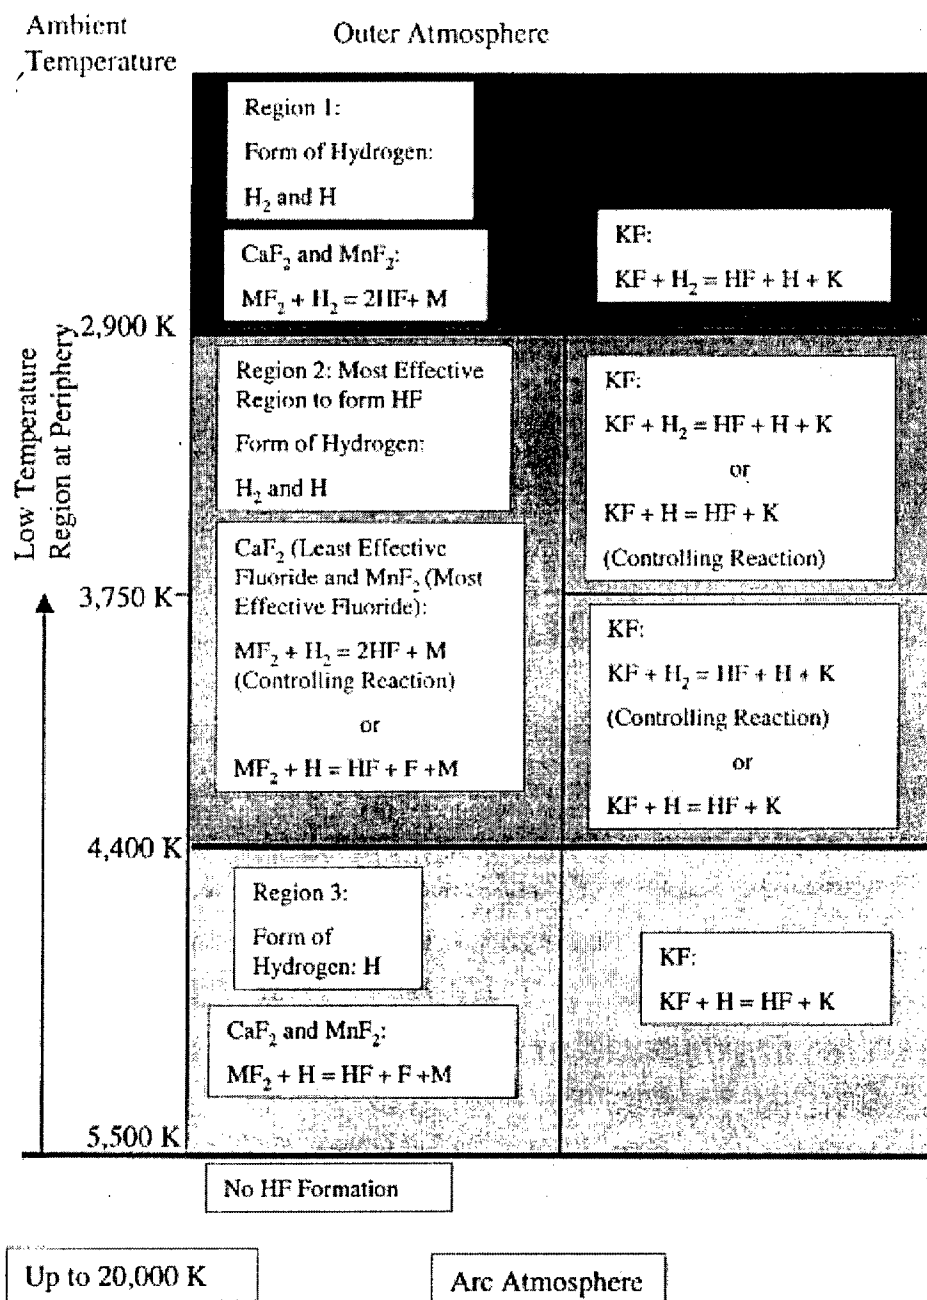 Ambient
Temperature
Outer Atmosphere
Region 1:
Form of Hydrogen:
H₂ and H
CaF₂ and MnF₂:
MF₂ + H₂ = 2HF+ M
KF:
KF + H₂ = HF + H + K
2,900 K
Low Temperature
Region at Periphery
Region 2: Most Effective
Region to form HF
Form of Hydrogen:
H₂ and H
KF:
KF + H₂ = HF + H + K
or
KF + H = HF + K
(Controlling Reaction)
CaF₂ (Least Effective
Fluoride and MnF₂ (Most
Effective Fluoride):
MF₂ + H₂ = 2HF + M
(Controlling Reaction)
or
MF₂ + H = HF + F +M
3,750 K
KF:
KF + H₂ = HF + H + K
(Controlling Reaction)
or
KF + H = HF + K
4,400 K
Region 3:
Form of
Hydrogen: H
CaF₂ and MnF₂:
MF₂ + H = HF + F +M
KF:
KF + H = HF + K
5,500 K
No HF Formation
Up to 20,000 K
Arc Atmosphere